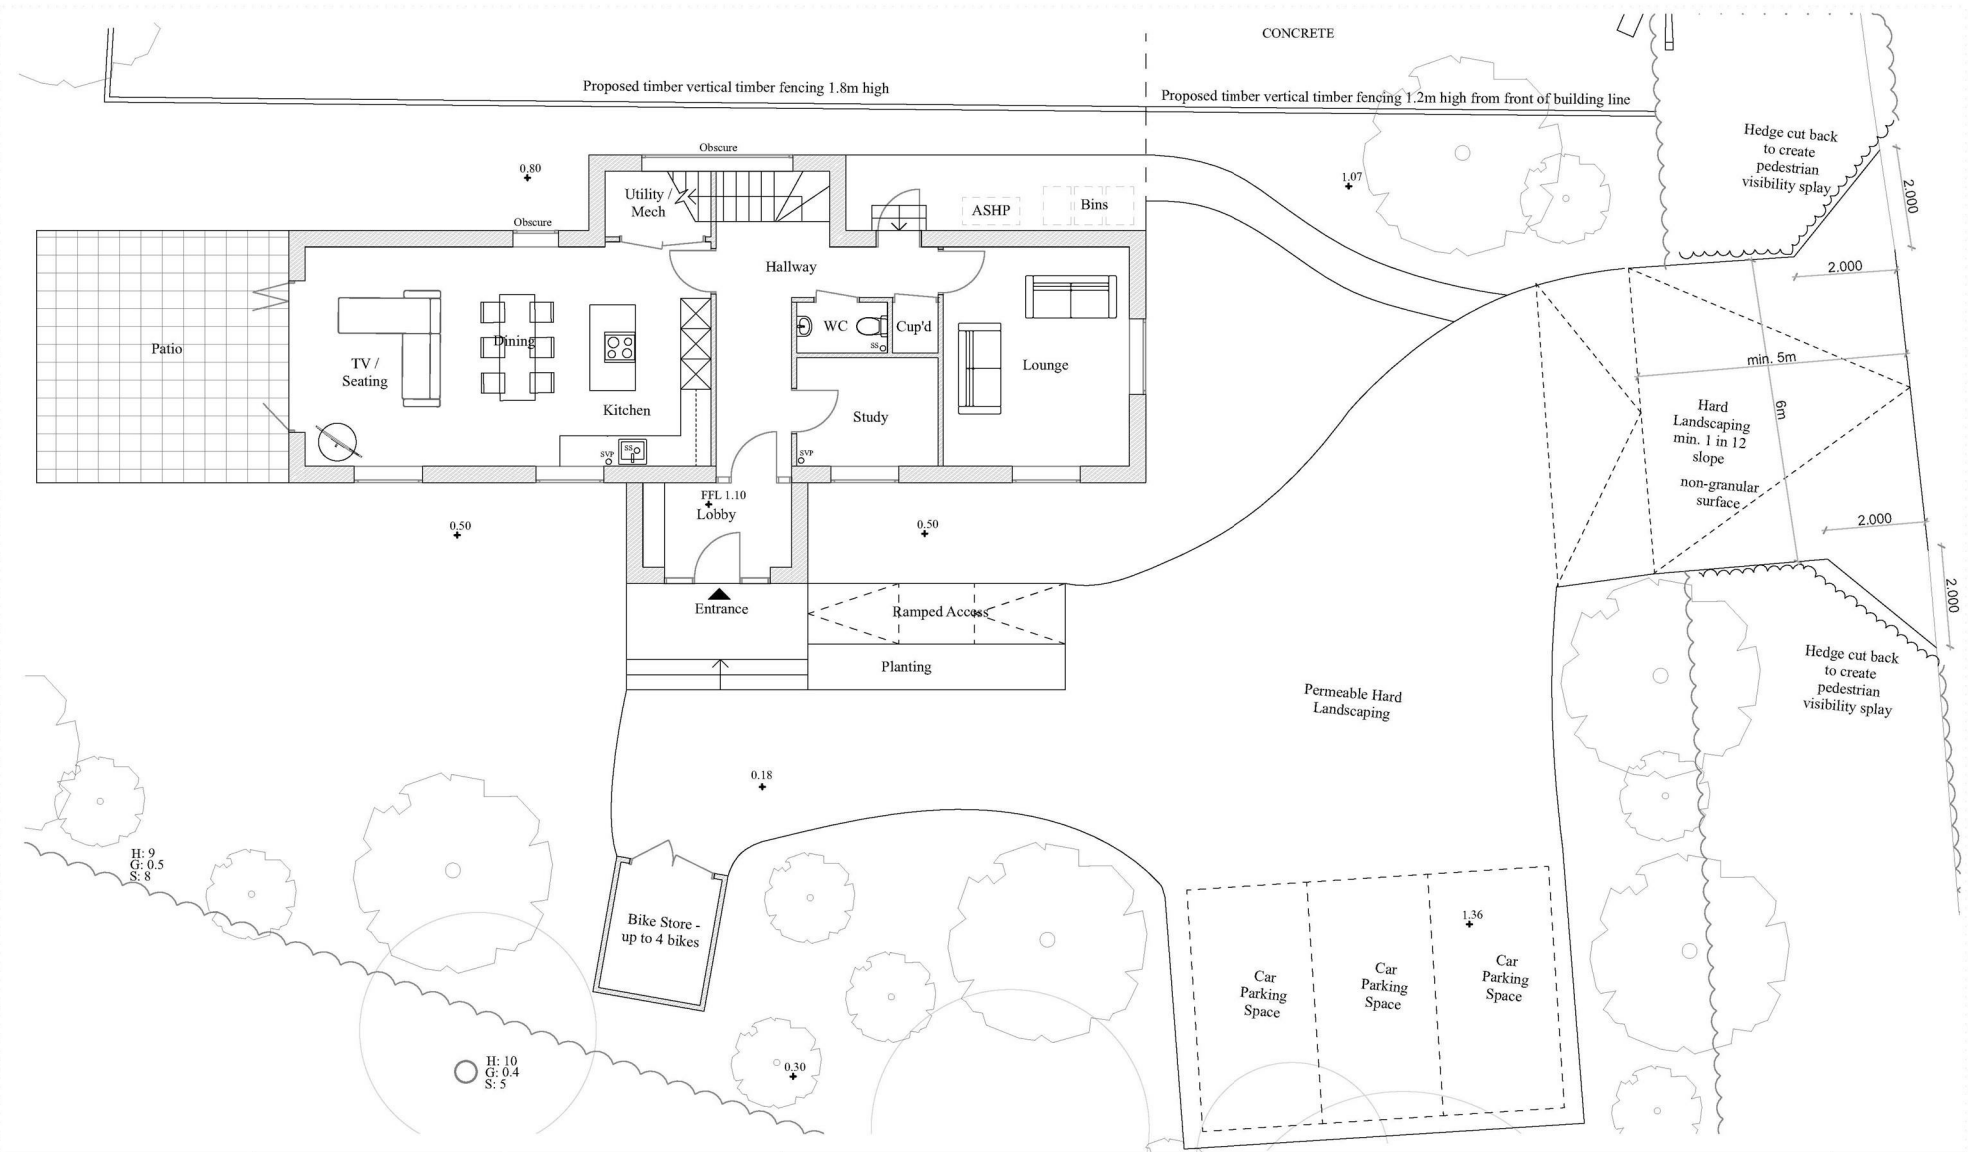 CONCRETE
Proposed timber vertical timber fencing 1.8m high
Proposed timber vertical timber fencing 1.2m high from front of building line
Hedge cut back
to create
pedestrian
visibility splay
Obscure
0.80
1.07
2.000
Utility /
Mech
ASHP
Bins
Obscure
Hallway
2.000
Patio
TV /
Seating
Dining
Kitchen
WC
SS
Cup'd
Lounge
min. 5m
6m
Hard
Landscaping
min. 1 in 12
slope
non-granular
surface
Study
SVP
SS
SVP
FFL 1.10
Lobby
0.50
0.50
2.000
2.000
Entrance
Ramped Access
Planting
Hedge cut back
to create
pedestrian
visibility splay
Permeable Hard
Landscaping
0.18
H: 9
G: 0.5
S: 8
Bike Store -
up to 4 bikes
1.36
Car
Parking
Space
Car
Parking
Space
Car
Parking
Space
H: 10
G: 0.4
S: 5
0.30